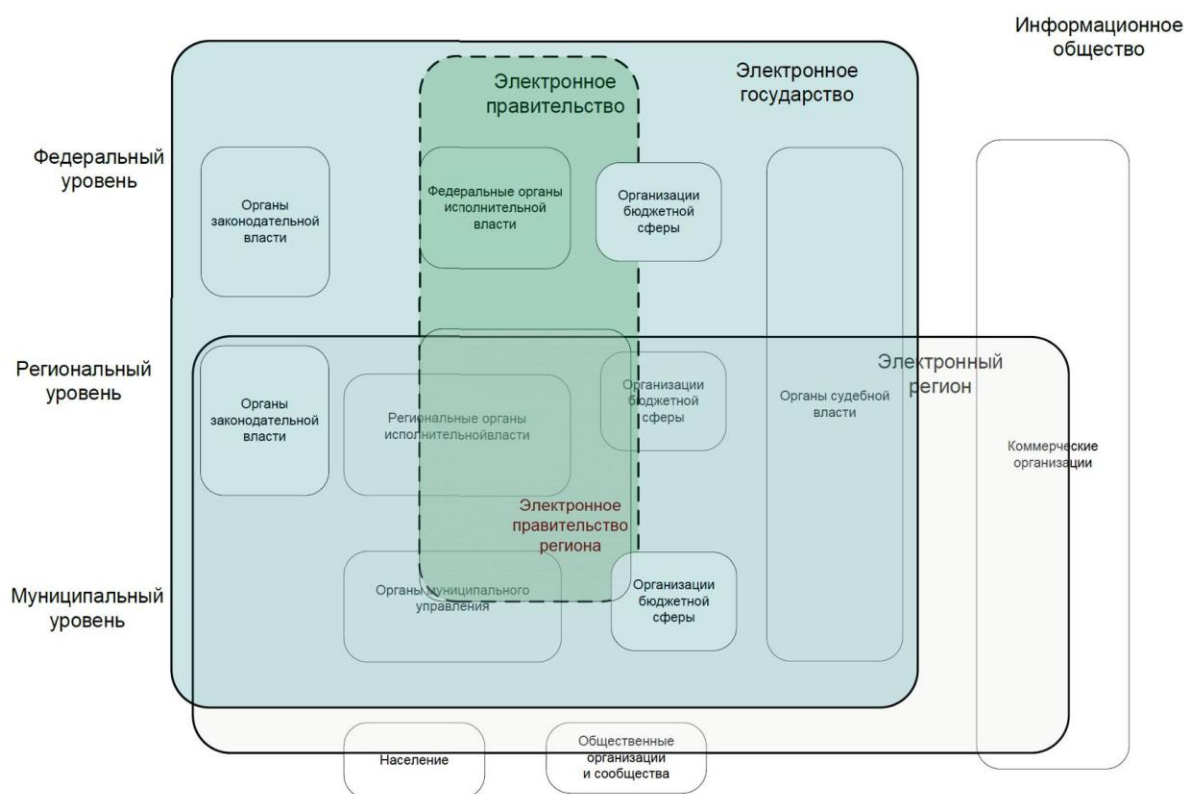 Информационное
общество
Электронное
правительство
Электронное
государство
Федеральный
уровень
Органы
законодательной
власти
Федеральные органы
исполнительной
власти
Организации
бюджетной
сферы
Региональный
уровень
Электронный
регион
Органы
законодательной
власти
Региональные органы
исполнительнойвласти
Организации
бюджетной
сферы
Органы судебной
власти
Коммерческие
организации
Электронное
правительство
региона
Муниципальный
уровень
Органы муниципального
управления
Организации
бюджетной
сферы
Население
Общественные
организации
и сообщества